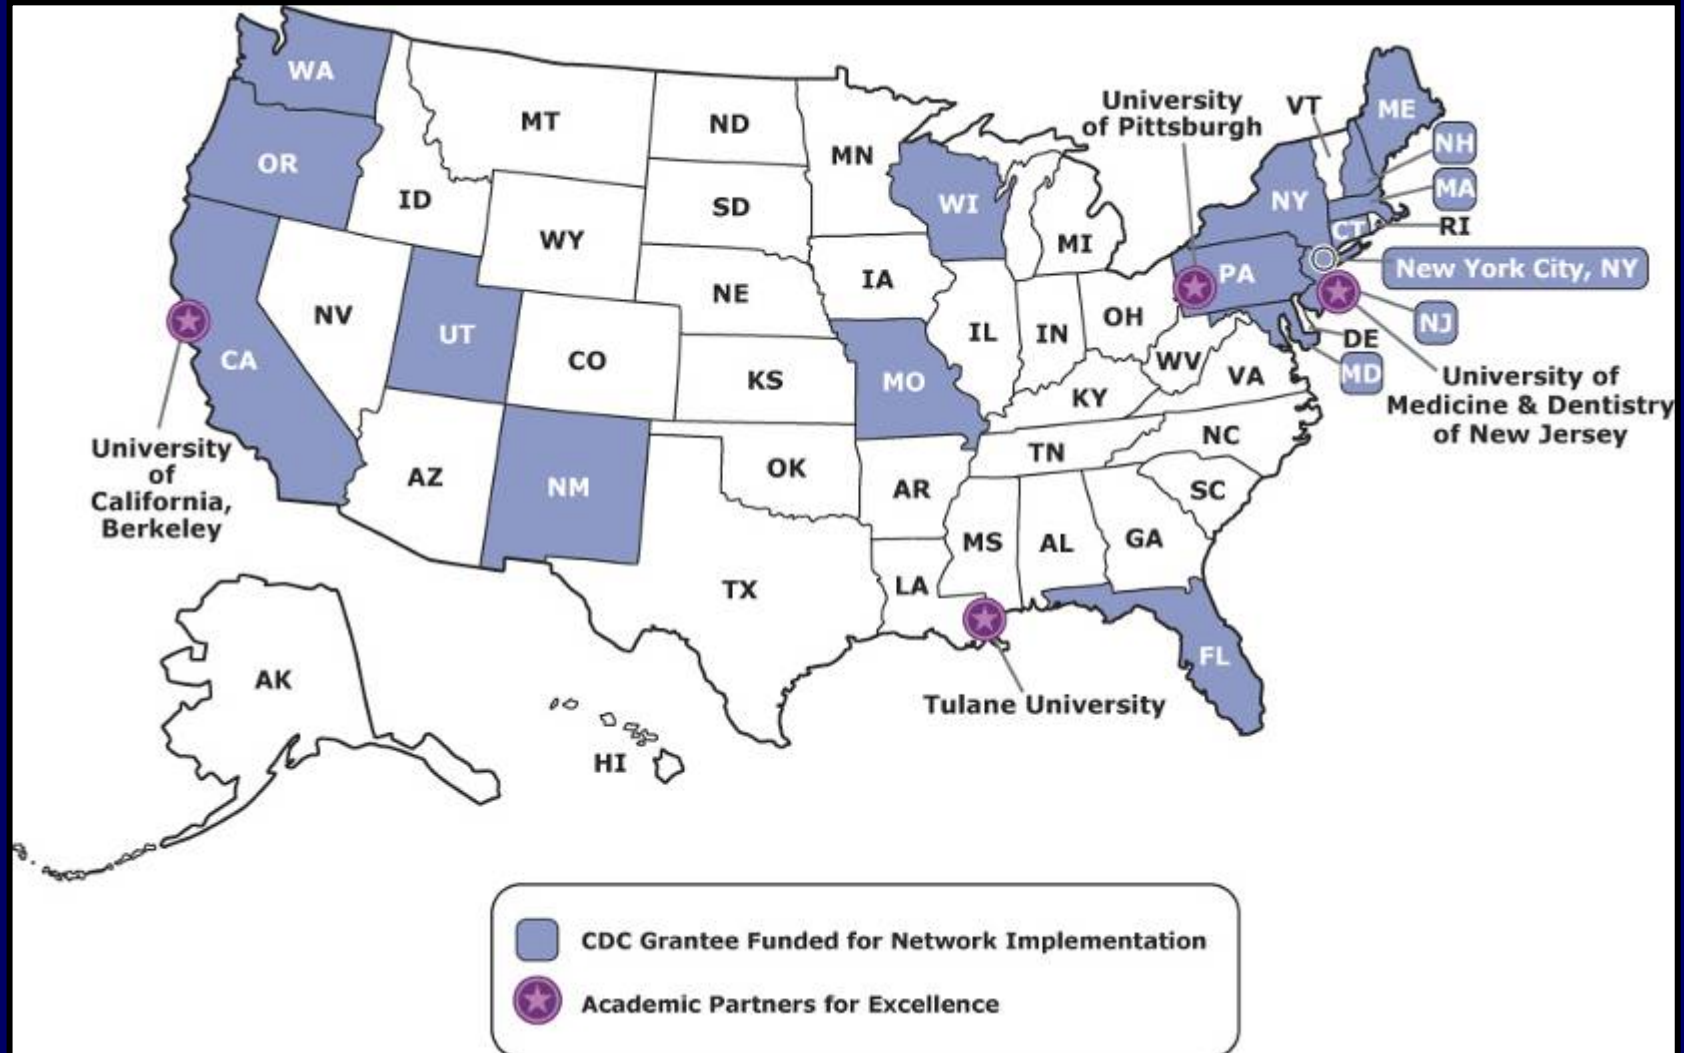 WA
OR
CA
ID
NV
UT
AZ
MT
WY
CO
NM
ND
SD
NE
KS
OK
TX
MN
IA
MO
AR
LA
WI
IL
MI
IN
OH
KY
TN
MS
AL
GA
FL
SC
NC
VA
WV
PA
NY
VT
ME
NH
MA
CT
RI
New York City, NY
NJ
DE
MD
AK
HI
University
of Pittsburgh
University of
Medicine & Dentistry
of New Jersey
University
of
California,
Berkeley
Tulane University
CDC Grantee Funded for Network Implementation
Academic Partners for Excellence